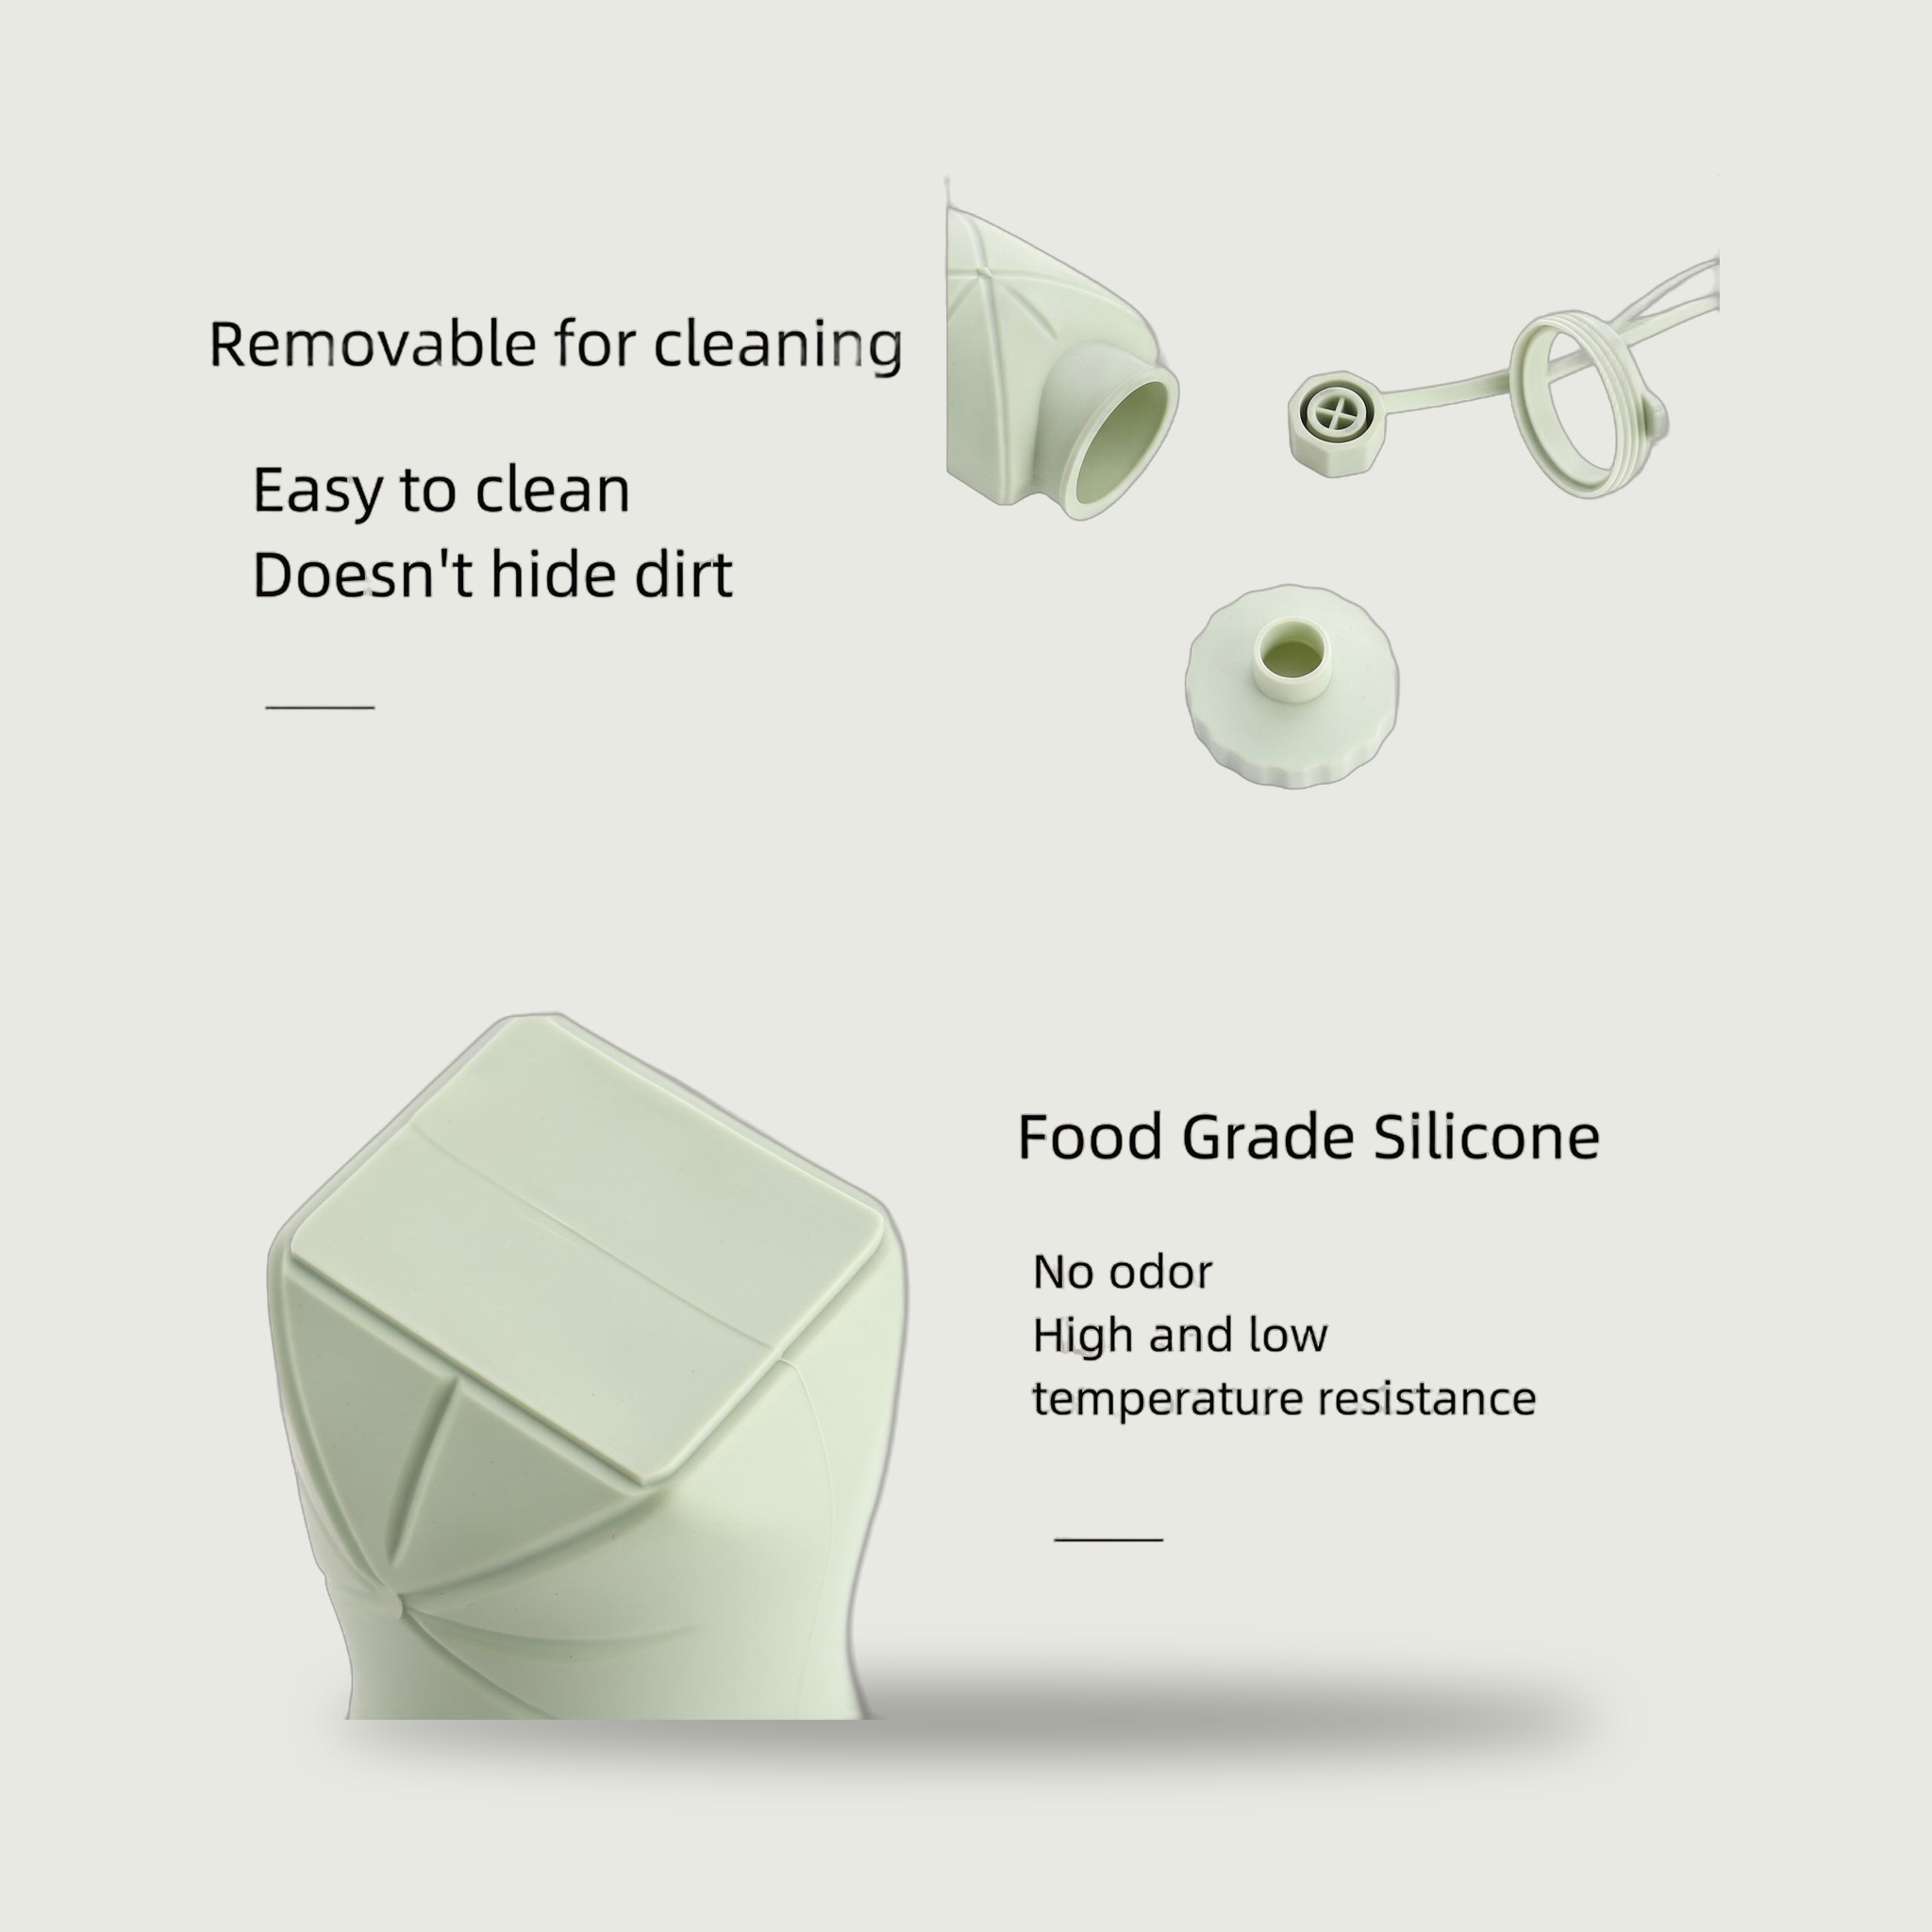 Removable for cleaning
Easy to clean
Doesn't hide dirt
Food Grade Silicone
No odor
High and low
temperature resistance